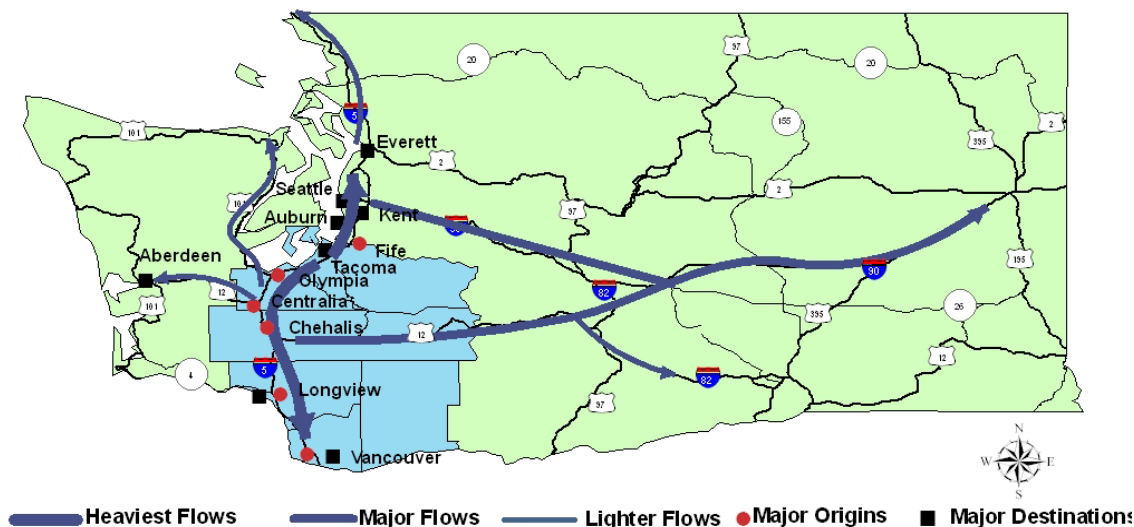 97
20
20
5
101
155
2
Everett
2
395
2
Seattle
101
Auburn
Kent
97
90
Aberdeen
Fife
Tacoma
90
195
Olympia
82
12
Centralia
101
26
395
Chehalis
12
12
5
4
82
Longview
97
Vancouver
N
W E
S
Heaviest Flows Major Flows Lighter Flows Major Origins Major Destinations